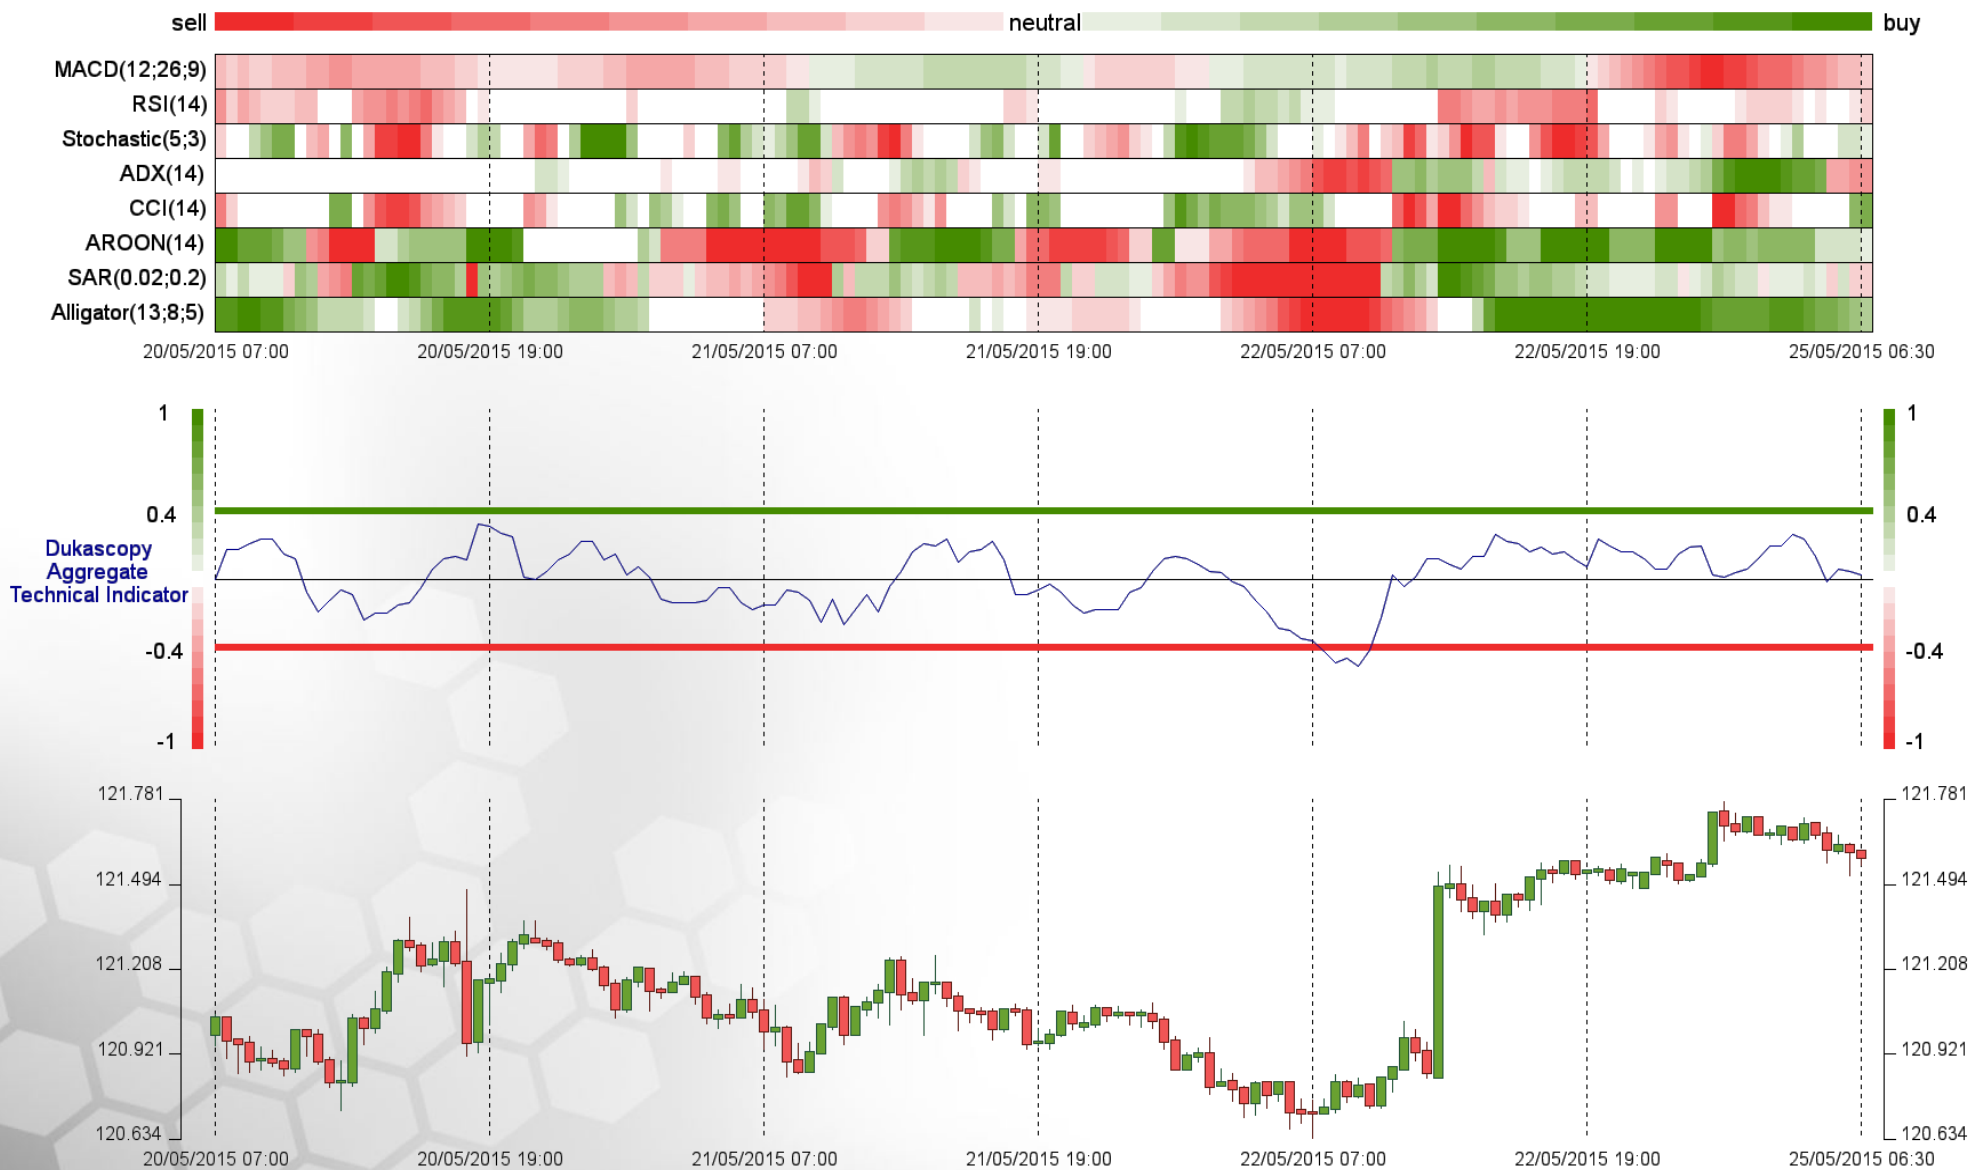 sell neutral buy
MACD(12;26;9)
RSI(14)
Stochastic(5;3)
ADX(14)
CCI(14)
AROON(14)
SAR(0.02;0.2)
Alligator(13;8;5)
20/05/2015 07:00 20/05/2015 19:00 21/05/2015 07:00 21/05/2015 19:00 22/05/2015 07:00 22/05/2015 19:00 25/05/2015 06:30
1 1
0.4 0.4
Dukascopy
Aggregate
Technical Indicator
-0.4 -0.4
-1 -1
121.781 121.781
121.494 121.494
121.208 121.208
120.921 120.921
120.634 120.634
20/05/2015 07:00 20/05/2015 19:00 21/05/2015 07:00 21/05/2015 19:00 22/05/2015 07:00 22/05/2015 19:00 25/05/2015 06:30